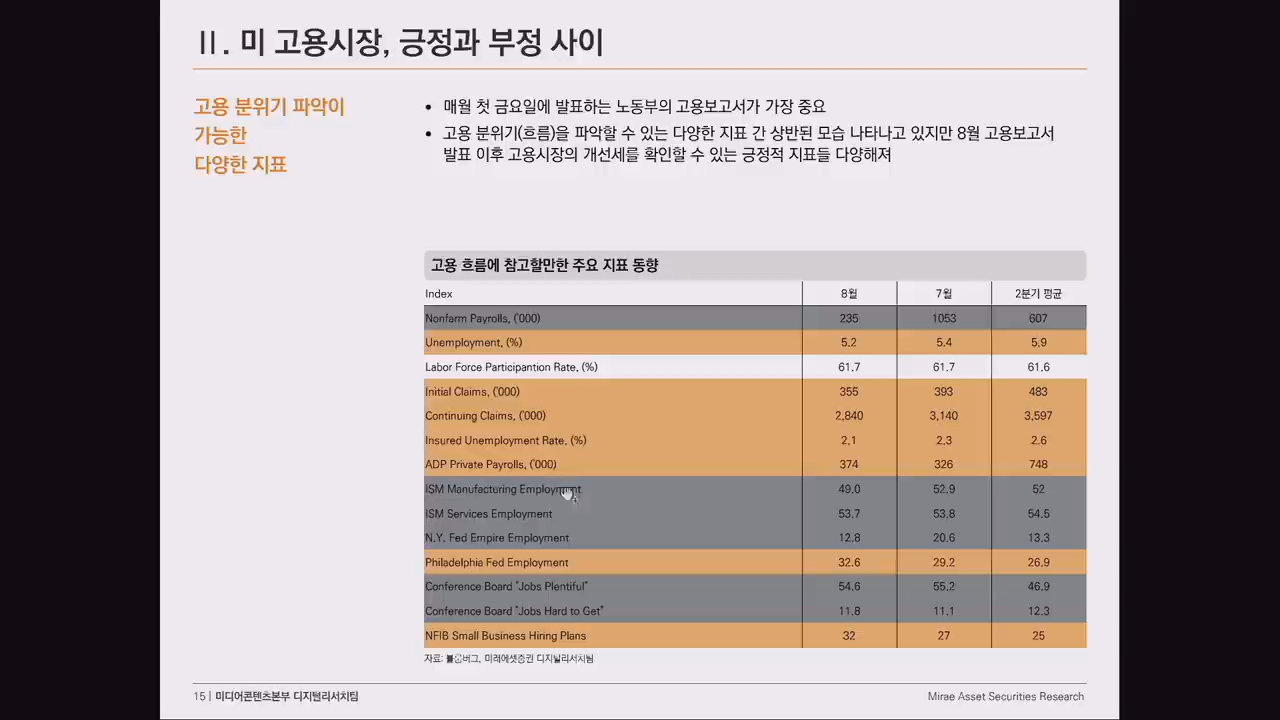 Ⅱ. 미 고용시장, 긍정과 부정 사이
고용 분위기 파악이
가능한
다양한 지표
• 매월 첫 금요일에 발표하는 노동부의 고용보고서가 가장 중요
• 고용 분위기(흐름)을 파악할 수 있는 다양한 지표 간 상반된 모습 나타나고 있지만 8월 고용보고서
발표 이후 고용시장의 개선세를 확인할 수 있는 긍정적 지표들 다양해져
고용 흐름에 참고할만한 주요 지표 동향
Index 8월 7월 2분기 평균
Nonfarm Payrolls, ('000) 235 1053 607
Unemployment, (%) 5.2 5.4 5.9
Labor Force Participantion Rate, (%) 61.7 61.7 61.6
Initial Claims, ('000) 355 393 483
Continuing Claims, ('000) 2,840 3,140 3,597
Insured Unemployment Rate, (%) 2.1 2.3 2.6
ADP Private Payrolls, ('000) 374 326 748
ISM Manufacturing Employment 49.0 52.9 52
ISM Services Employment 53.7 53.8 54.5
N.Y. Fed Empire Employment 12.8 20.6 13.3
Philadelphia Fed Employment 32.6 29.2 26.9
Conference Board "Jobs Plentiful" 54.6 55.2 46.9
Conference Board "Jobs Hard to Get" 11.8 11.1 12.3
NFIB Small Business Hiring Plans 32 27 25
자료: 블룸버그, 미래에셋증권 디지털리서치팀
15 | 미디어콘텐츠본부 디지털리서치팀
Mirae Asset Securities Research